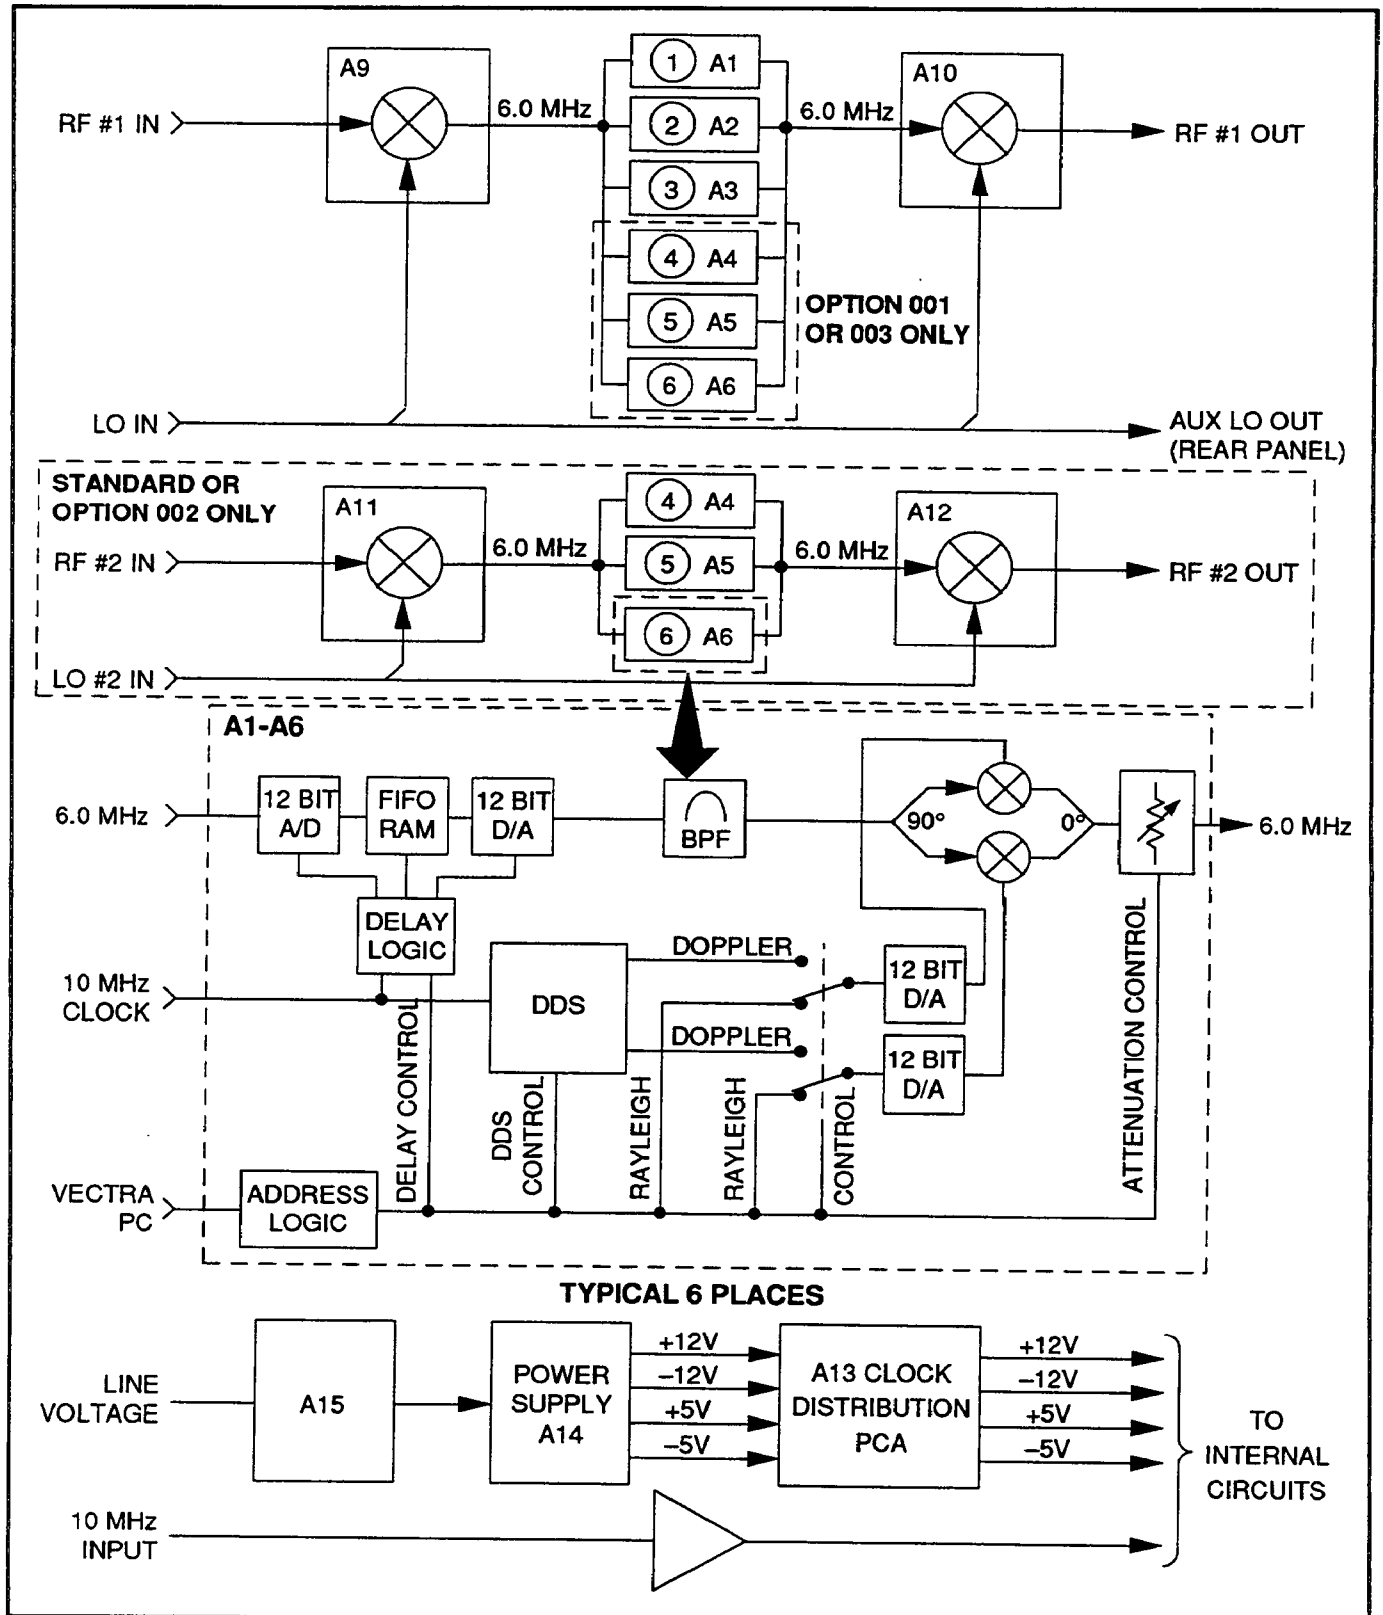 A9
A10
RF #1 IN
6.0 MHz
1 A1
2 A2
3 A3
4 A4
5 A5
6 A6
6.0 MHz
RF #1 OUT
OPTION 001
OR 003 ONLY
LO IN
AUX LO OUT
(REAR PANEL)
STANDARD OR
OPTION 002 ONLY
A11
A12
RF #2 IN
6.0 MHz
4 A4
5 A5
6 A6
6.0 MHz
RF #2 OUT
LO #2 IN
A1-A6
6.0 MHz
12 BIT
A/D
FIFO
RAM
12 BIT
D/A
BPF
90°
0°
6.0 MHz
DELAY
LOGIC
10 MHz
CLOCK
DDS
DOPPLER
DOPPLER
12 BIT
D/A
12 BIT
D/A
DELAY CONTROL
DDS
CONTROL
RAYLEIGH
RAYLEIGH
CONTROL
ATTENUATION CONTROL
VECTRA
PC
ADDRESS
LOGIC
TYPICAL 6 PLACES
LINE
VOLTAGE
A15
POWER
SUPPLY
A14
+12V
−12V
+5V
−5V
A13 CLOCK
DISTRIBUTION
PCA
+12V
−12V
+5V
−5V
TO
INTERNAL
CIRCUITS
10 MHz
INPUT